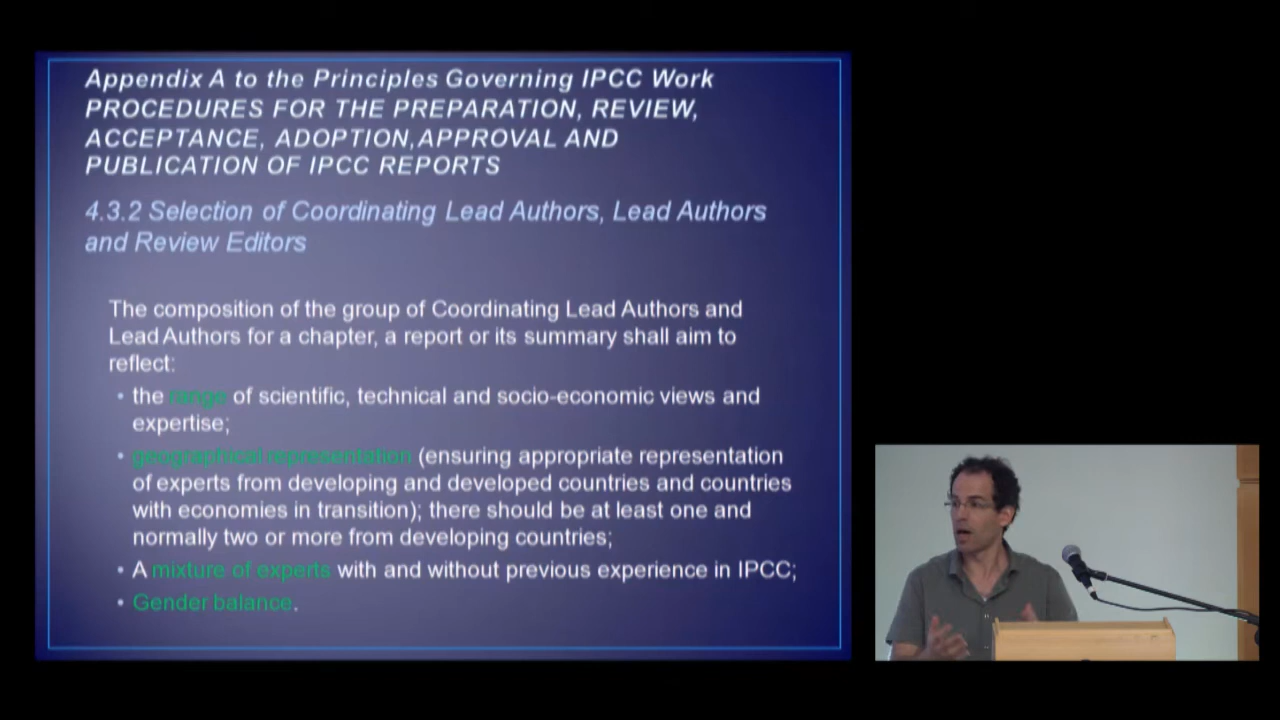 Appendix A to the Principles Governing IPCC Work
PROCEDURES FOR THE PREPARATION, REVIEW,
ACCEPTANCE, ADOPTION,APPROVAL AND
PUBLICATION OF IPCC REPORTS
4.3.2 Selection of Coordinating Lead Authors, Lead Authors
and Review Editors
The composition of the group of Coordinating Lead Authors and
Lead Authors for a chapter, a report or its summary shall aim to
reflect:
• the range of scientific, technical and socio-economic views and
expertise;
• geographical representation (ensuring appropriate representation
of experts from developing and developed countries and countries
with economies in transition); there should be at least one and
normally two or more from developing countries;
• A mixture of experts with and without previous experience in IPCC;
• Gender balance.